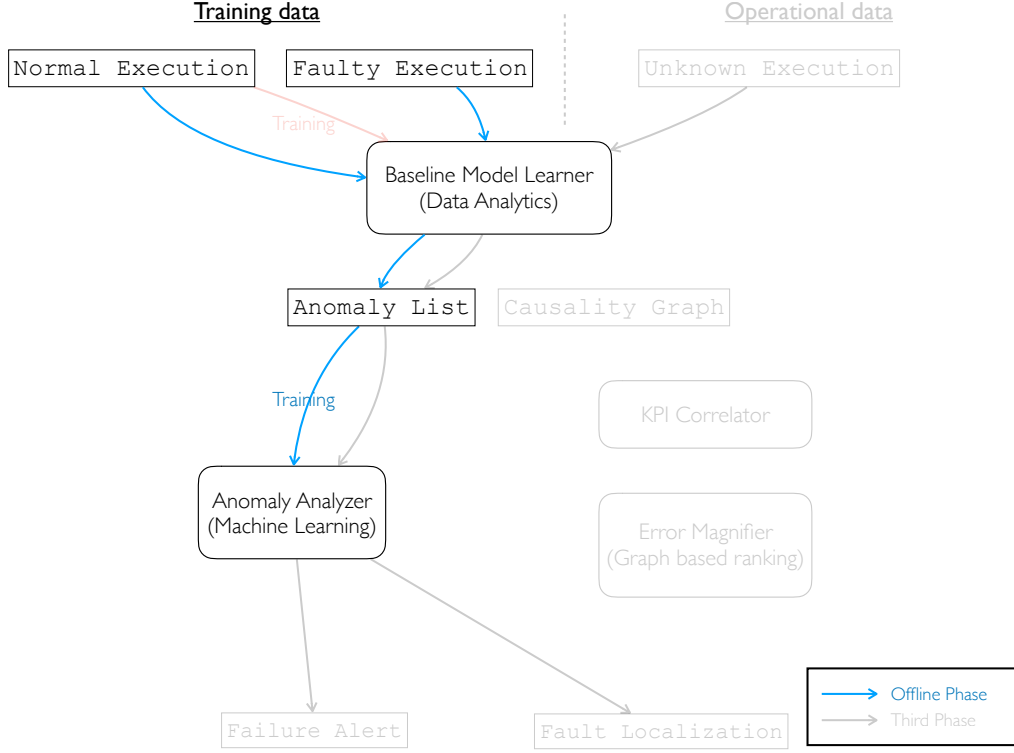 Training data
Operational data
Normal Execution
Faulty Execution
Unknown Execution
Training
Baseline Model Learner
(Data Analytics)
Anomaly List
Causality Graph
Training
KPI Correlator
Anomaly Analyzer
(Machine Learning)
Error Magnifier
(Graph based ranking)
Offline Phase
Third Phase
Failure Alert
Fault Localization